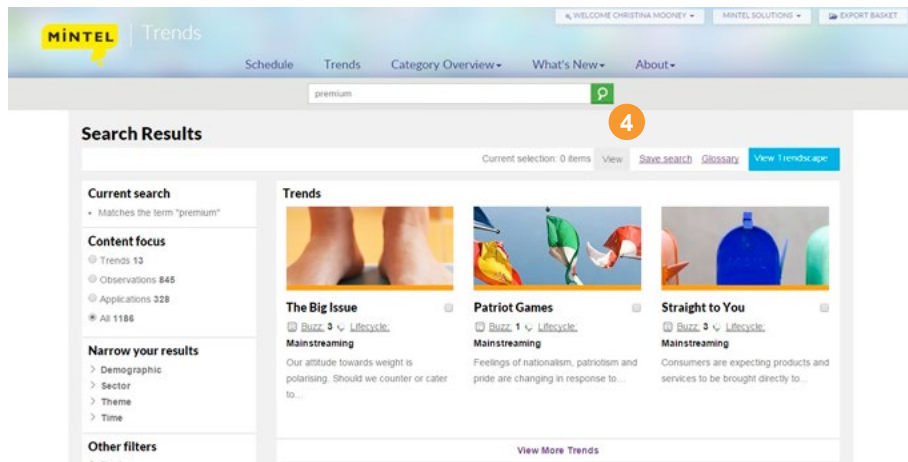 WELCOME CHRISTINA MOONEY
MINTEL SOLUTIONS
EXPORT BASKET
MINTEL
Trends
Schedule
Trends
Category Overview
What's New
About
premium
4
Search Results
Current selection: 0 items
View
Save search
Glossary
View Trendscape
Current search
• Matches the term "premium"
Content focus
Trends 13
Observations 845
Applications 328
All 1186
Narrow your results
> Demographic
> Sector
> Theme
> Time
Other filters
Trends
The Big Issue
Buzz: 3 Lifecycle:
Mainstreaming
Our attitude towards weight is
polarising. Should we counter or cater
to...
Patriot Games
Buzz: 1 Lifecycle:
Mainstreaming
Feelings of nationalism, patriotism and
pride are changing in response to...
Straight to You
Buzz: 3 Lifecycle:
Mainstreaming
Consumers are expecting products and
services to be brought directly to...
View More Trends